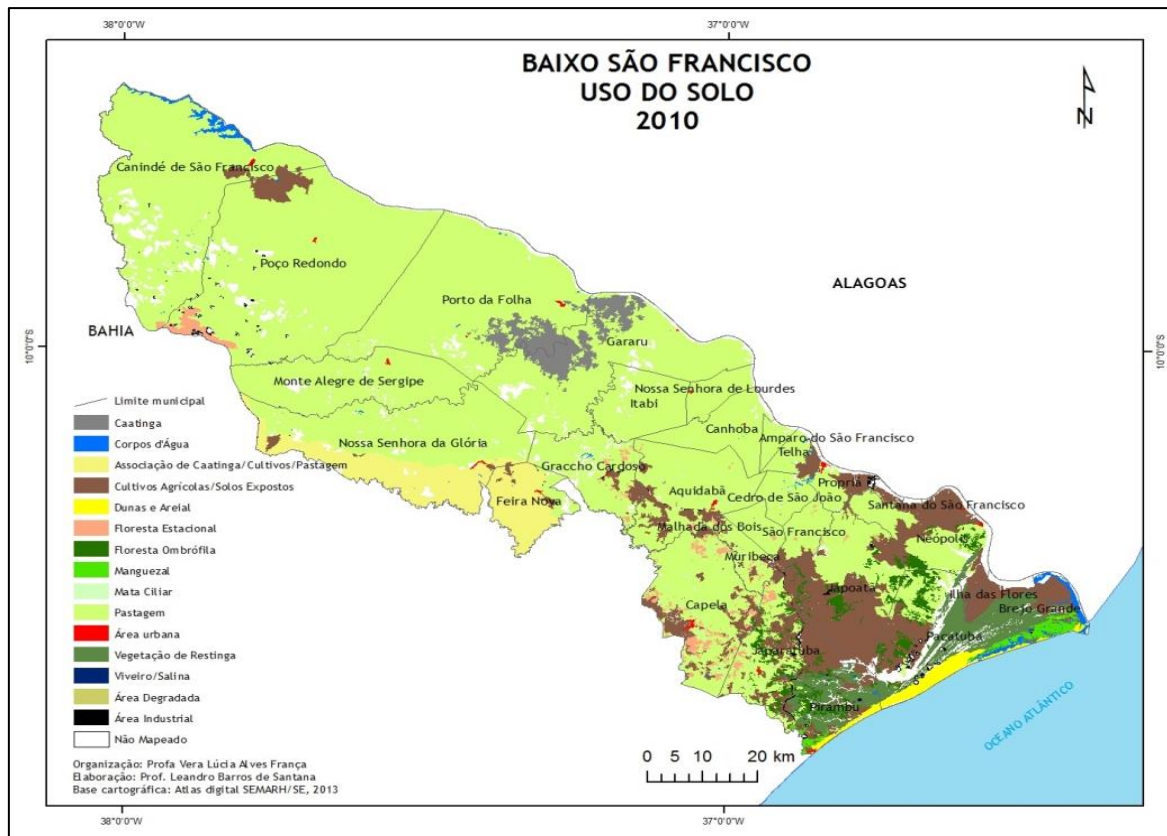 38°0'0"W
37°0'0"W
BAIXO SÃO FRANCISCO
USO DO SOLO
2010
N
Canindé de São Francisco
Poço Redondo
ALAGOAS
Porto da Folha
BAHIA
Gararu
10°0'0"S
10°0'0"S
Monte Alegre de Sergipe
Nossa Senhora de Lourdes
Itabi
Nossa Senhora da Glória
Canhoba
Amparo do São Francisco
Telha
Graccho Cardoso
Propriá
Feira Nova
Aquidabã
Cedro de São João
Santana do São Francisco
Malhada dos Bois
São Francisco
Neópolis
Muribeca
Japoatã
Ilha das Flores
Capela
Brejo Grande
Pacatuba
Japaratuba
Pirambu
OCEANO ATLÂNTICO
Limite municipal
Caatinga
Corpos d'Água
Associação de Caatinga/Cultivos/Pastagem
Cultivos Agrícolas/Solos Expostos
Dunas e Areial
Floresta Estacional
Floresta Ombrófila
Manguezal
Mata Ciliar
Pastagem
Área urbana
Vegetação de Restinga
Viveiro/Salina
Área Degradada
Área Industrial
Não Mapeado
0 5 10 20 km
Organização: Profa Vera Lúcia Alves França
Elaboração: Prof. Leandro Barros de Santana
Base cartográfica: Atlas digital SEMARH/SE, 2013
38°0'0"W
37°0'0"W